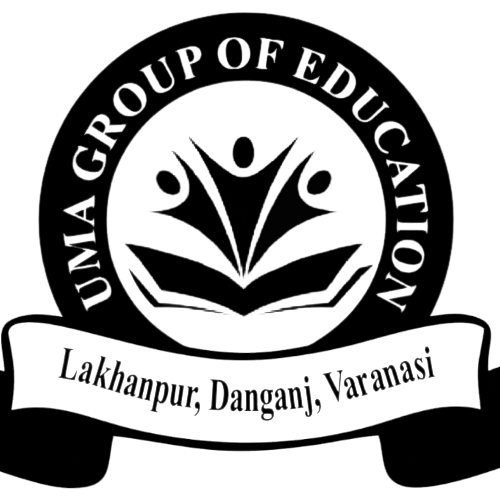 UMA GROUP OF EDUCATION
Lakhanpur, Danganj, Varanasi